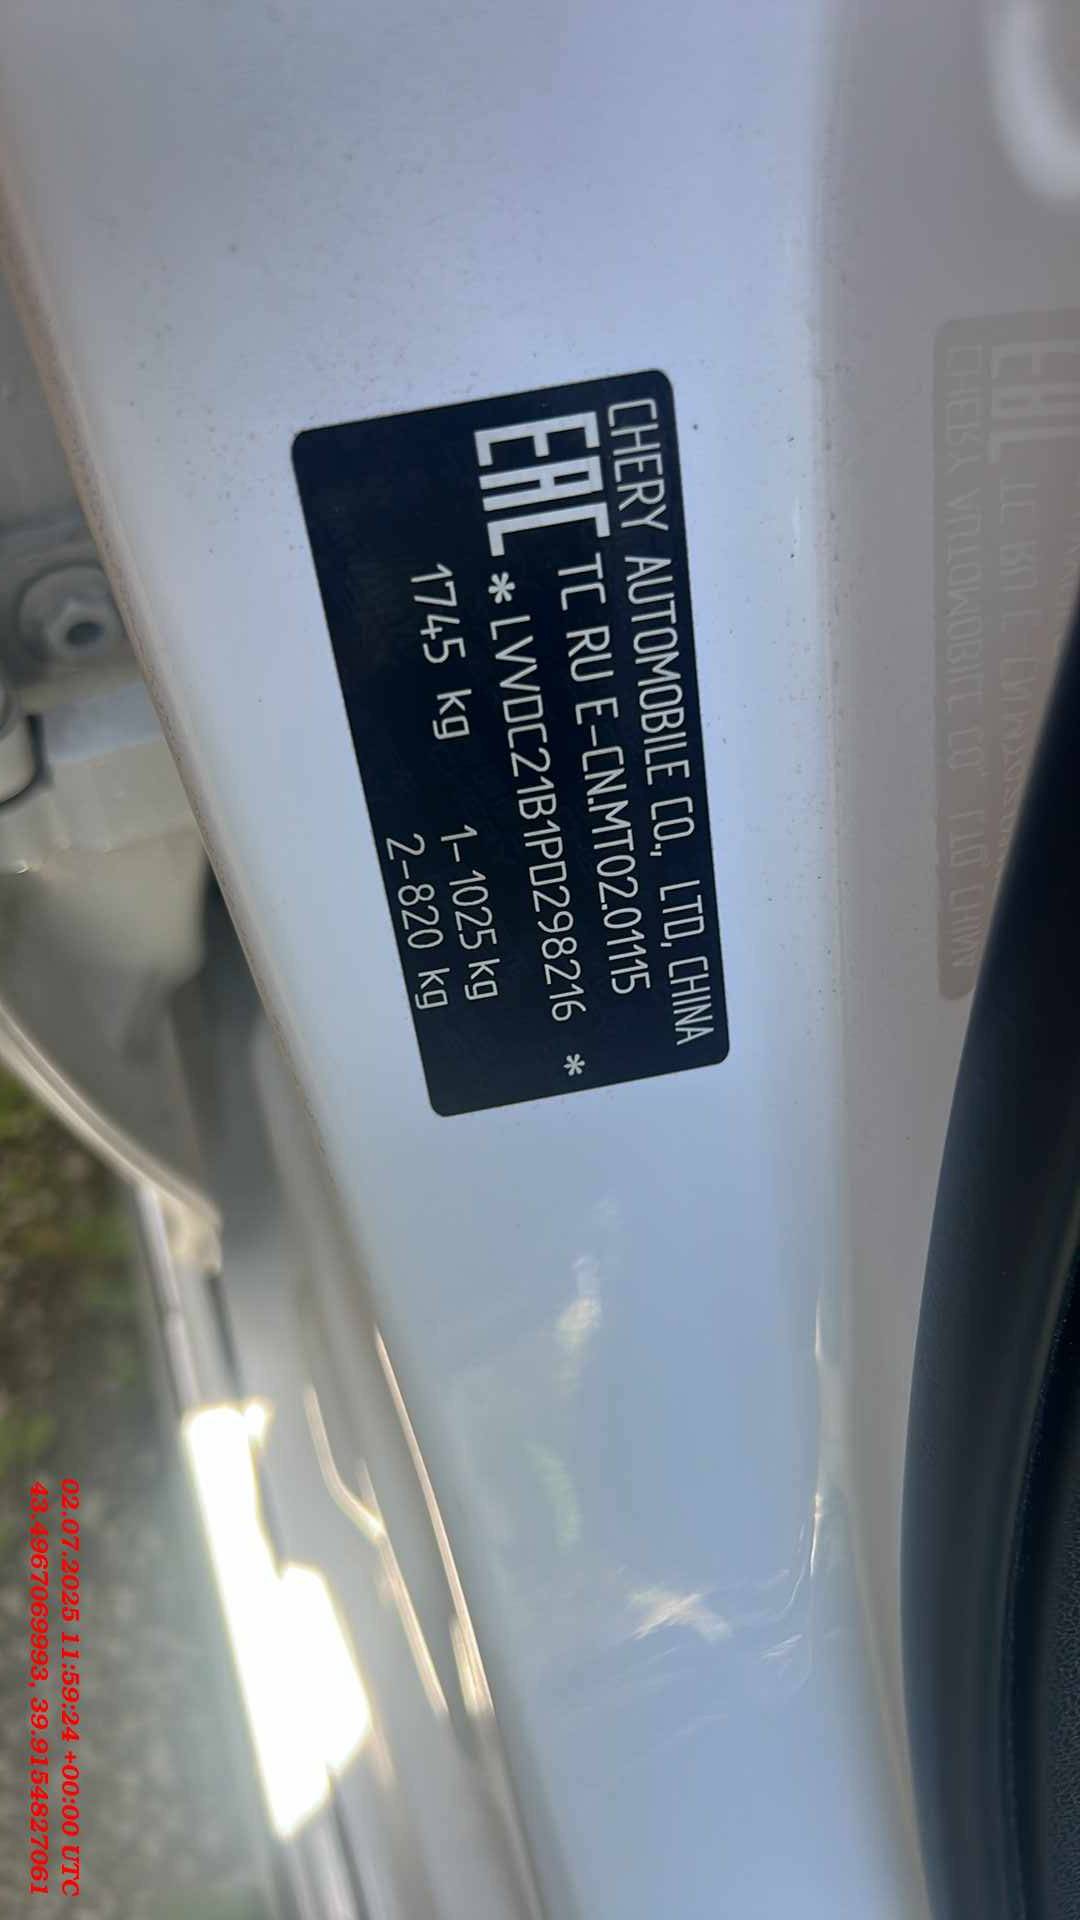 CHERY AUTOMOBILE CO., LTD, CHINA
EAC TC RU E-CN.MT02.01115
*LVVDC21B1PD298216 *
1745 kg 1-1025 kg
2-820 kg
02.07.2025 11:59:24 +00:00 UTC
43.4967069993, 39.9154827061